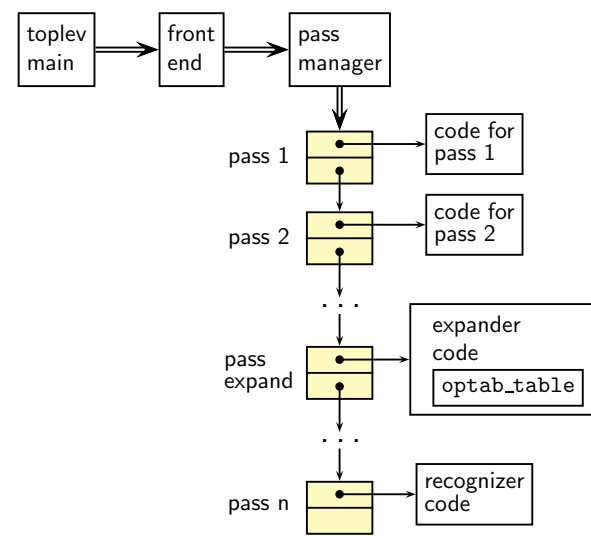 toplev
main
front
end
pass
manager
pass 1
code for
pass 1
pass 2
code for
pass 2
. . .
pass
expand
expander
code
optab_table
. . .
pass n
recognizer
code